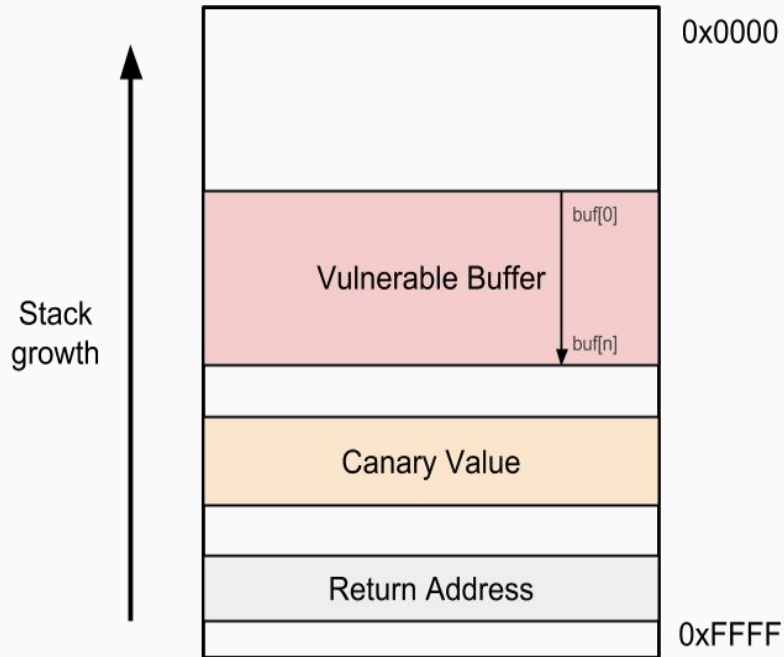 0x0000
buf[0]
Vulnerable Buffer
Stack
growth
buf[n]
Canary Value
Return Address
0xFFFF